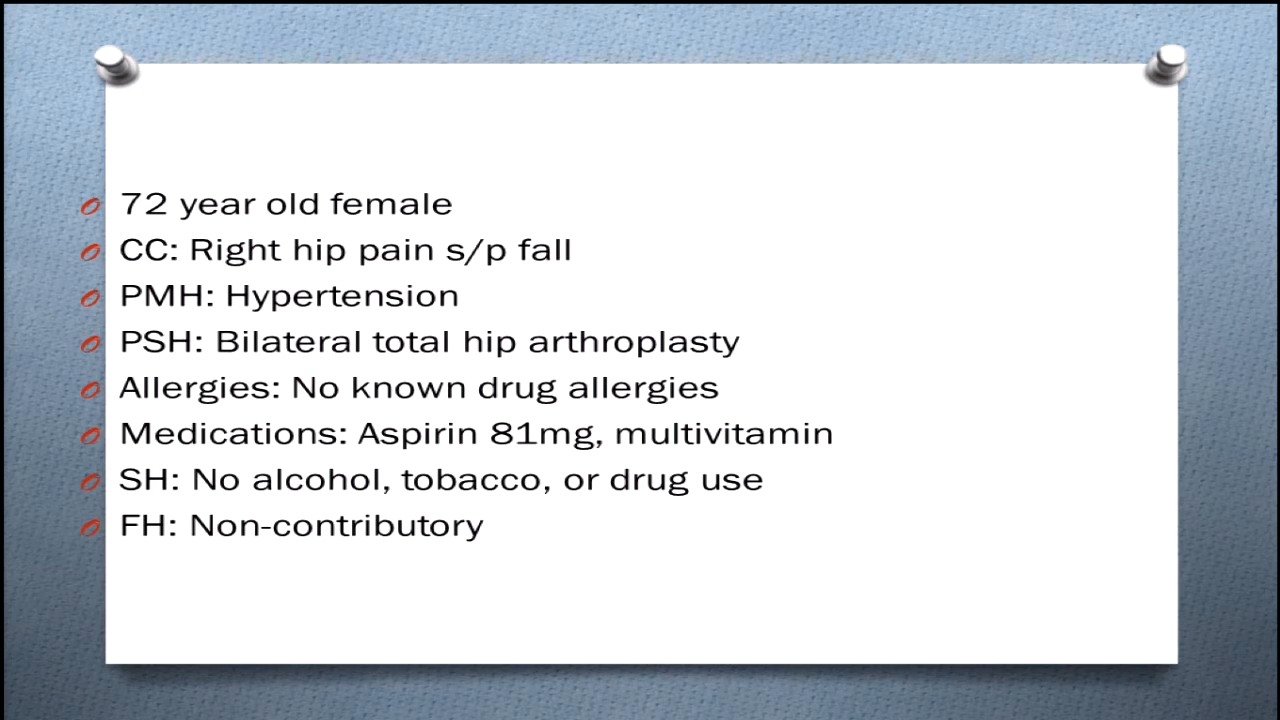 72 year old female
CC: Right hip pain s/p fall
PMH: Hypertension
PSH: Bilateral total hip arthroplasty
Allergies: No known drug allergies
Medications: Aspirin 81mg, multivitamin
SH: No alcohol, tobacco, or drug use
FH: Non-contributory